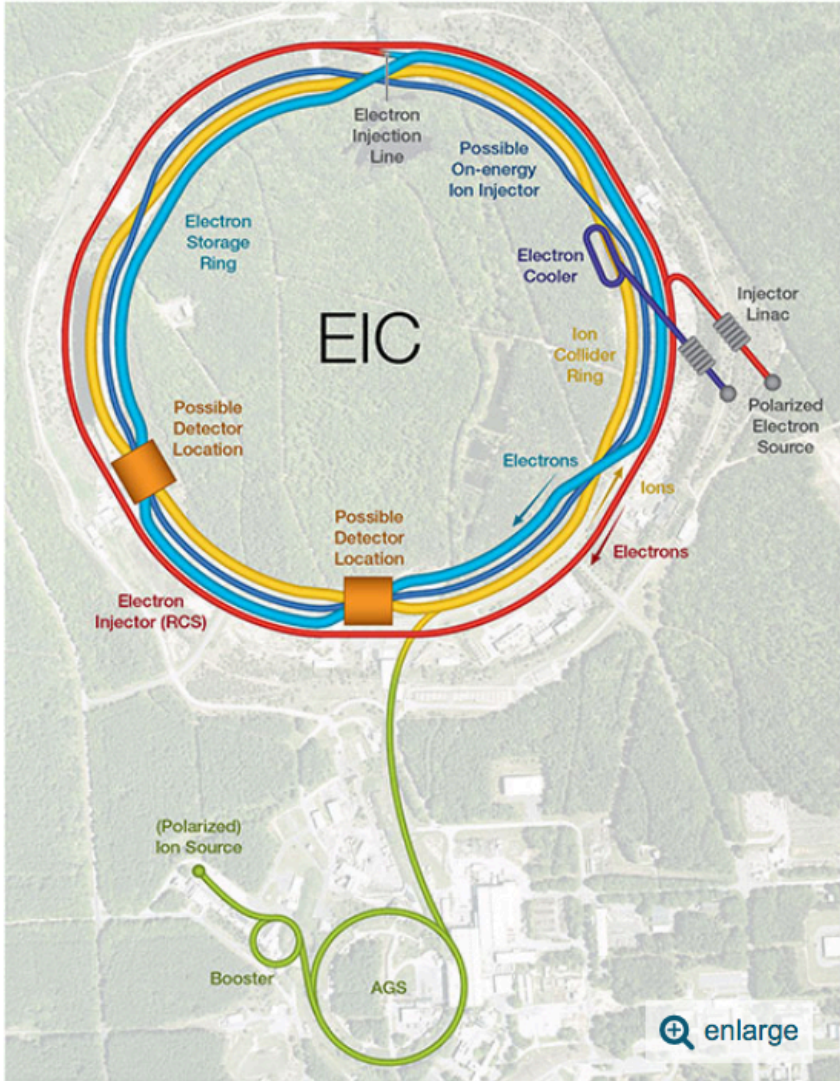 Electron
Injection
Line
Possible
On-energy
Ion Injector
Electron
Storage
Ring
Electron
Cooler
Injector
Linac
EIC
Ion
Collider
Ring
Polarized
Electron
Source
Possible
Detector
Location
Electrons
Ions
Possible
Detector
Location
Electrons
Electron
Injector (RCS)
(Polarized)
Ion Source
Booster
AGS
enlarge